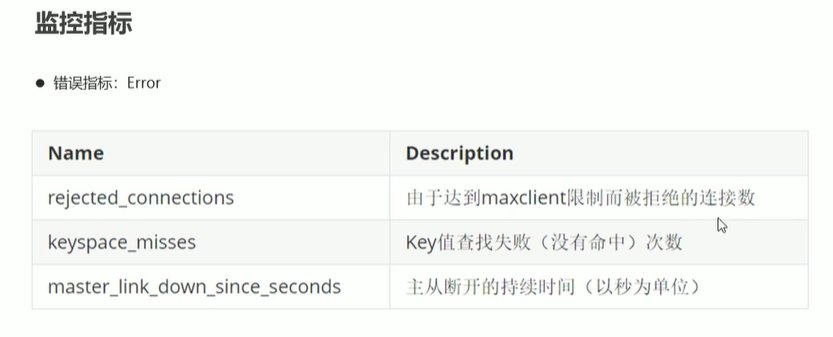 监控指标
● 错误指标：Error
Name Description
rejected_connections 由于达到maxclient限制而被拒绝的连接数
keyspace_misses Key值查找失败（没有命中）次数
master_link_down_since_seconds 主从断开的持续时间（以秒为单位）